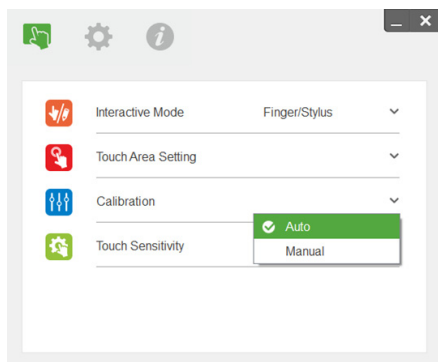 Interactive Mode Finger/Stylus
Touch Area Setting
Calibration
Auto
Touch Sensitivity
Manual